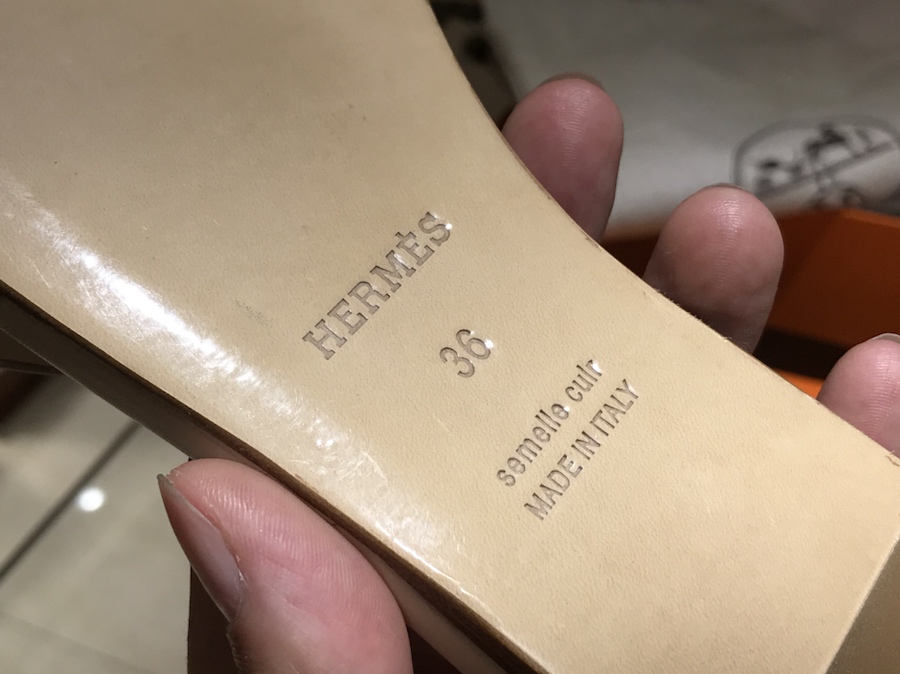 HERMÈS
36
semelle cuir
MADE IN ITALY